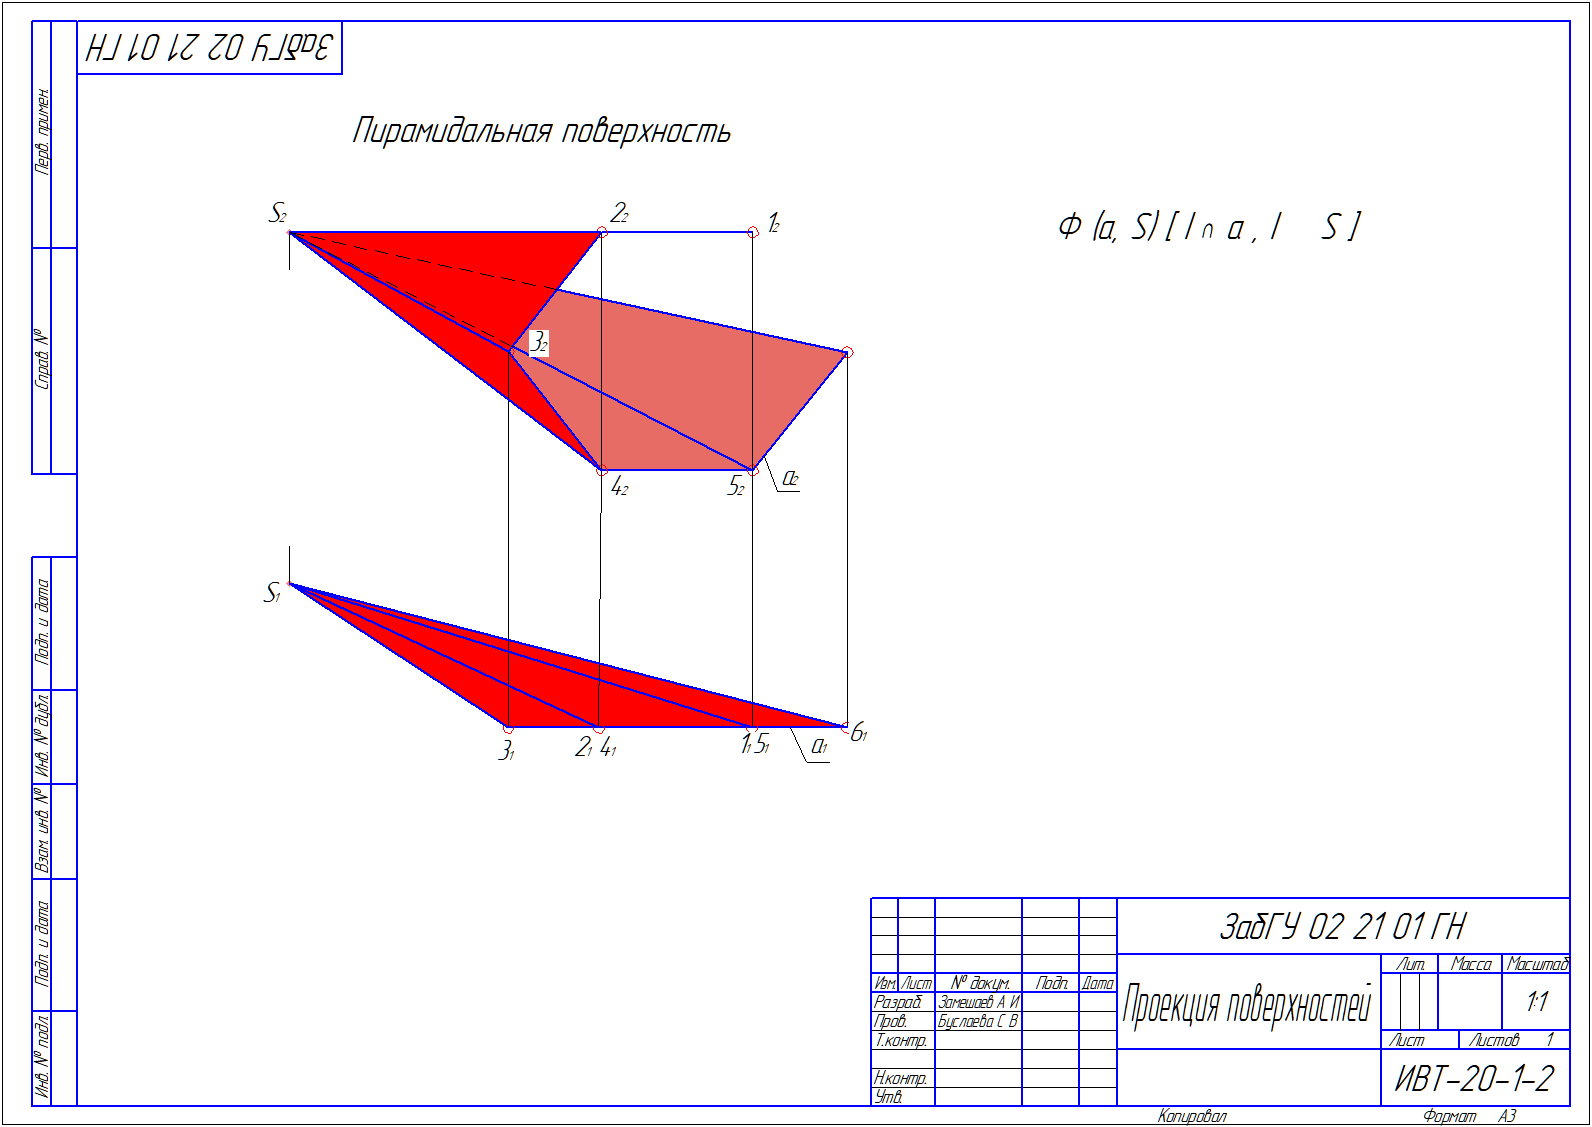 ЗабГУ 02 21 01 ГН
Перв. примен.
Справ. №
Подп. и дата
Инв. № дубл.
Взам. инв. №
Подп. и дата
Инв. № подл.
Пирамидальная поверхность
Ф (a, S) [ l ∩ a , l S ]
S2
22
12
32
42
52
a2
S1
31
21 41
11 51
a1
61
ЗабГУ 02 21 01 ГН
Изм. Лист № докум. Подп. Дата
Разраб. Замешаев А И
Пров. Буслаева С В
Т.контр.
Н.контр.
Утв.
Проекция поверхностей
Лит. Масса Масштаб
1:1
Лист Листов 1
ИВТ-20-1-2
Копировал Формат А3